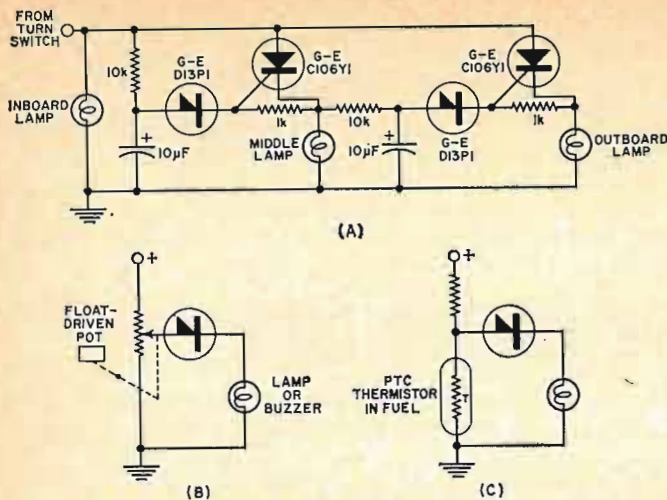 FROM
TURN
SWITCH
G-E
C106Y1
G-E
C106Y1
10k
G-E
D13P1
INBOARD
LAMP
1k
10k
1k
10μF
+
MIDDLE
LAMP
+
10μF
G-E
D13P1
OUTBOARD
LAMP
(A)
+
FLOAT-
DRIVEN
POT
LAMP
OR
BUZZER
(B)
+
PTC
THERMISTOR
IN FUEL
T
(C)